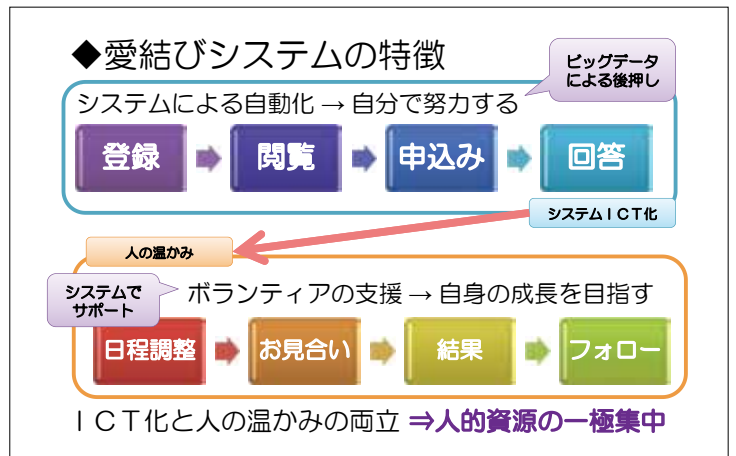 ◆愛結びシステムの特徴
ビッグデータ
による後押し
システムによる自動化 → 自分で努力する
登録
閲覧
申込み
回答
システムＩＣＴ化
人の温かみ
システムで
サポート
ボランティアの支援 → 自身の成長を目指す
日程調整
お見合い
結果
フォロー
ＩＣＴ化と人の温かみの両立 ⇒人的資源の一極集中